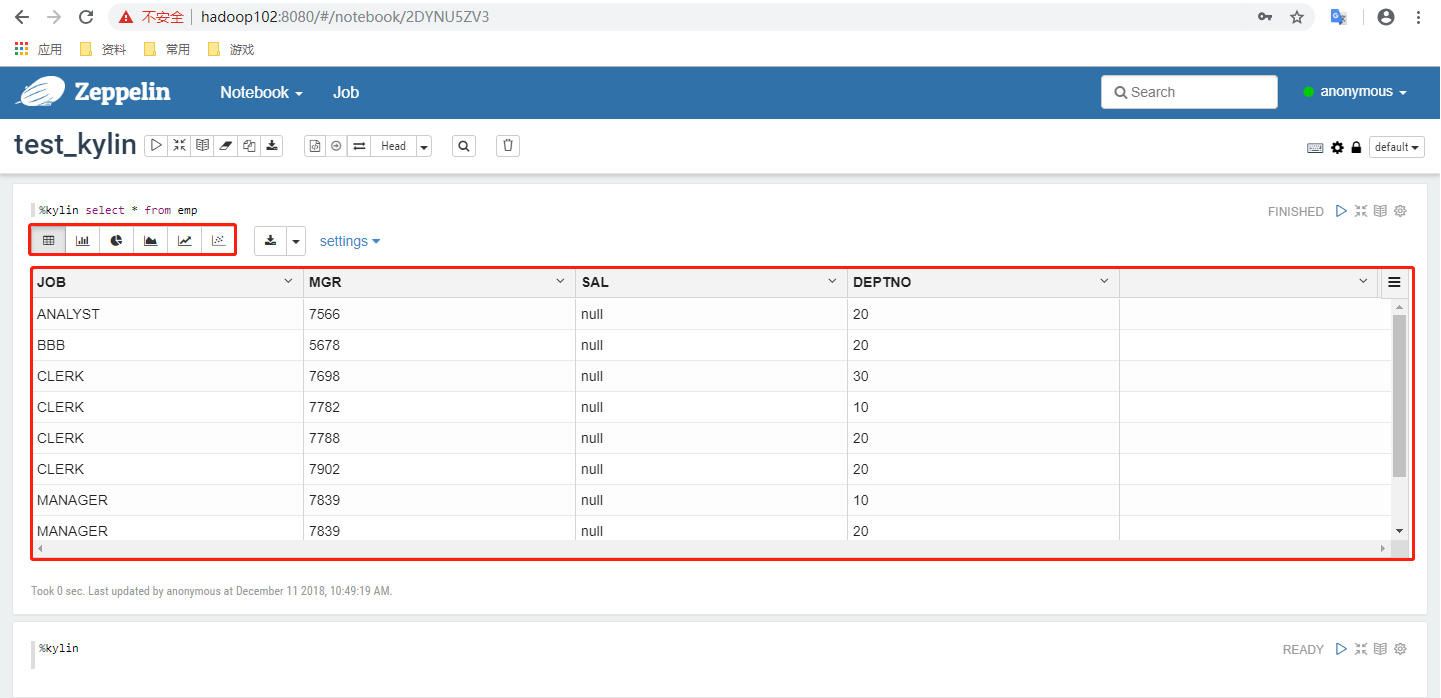 不安全 hadoop102:8080/#/notebook/2DYNU5ZV3
应用 资料 常用 游戏
Zeppelin Notebook Job Search anonymous
test_kylin Head default
%kylin select * from emp FINISHED
settings
JOB MGR SAL DEPTNO
ANALYST 7566 null 20
BBB 5678 null 20
CLERK 7698 null 30
CLERK 7782 null 10
CLERK 7788 null 20
CLERK 7902 null 20
MANAGER 7839 null 10
MANAGER 7839 null 20
Took 0 sec. Last updated by anonymous at December 11 2018, 10:49:19 AM.
%kylin READY